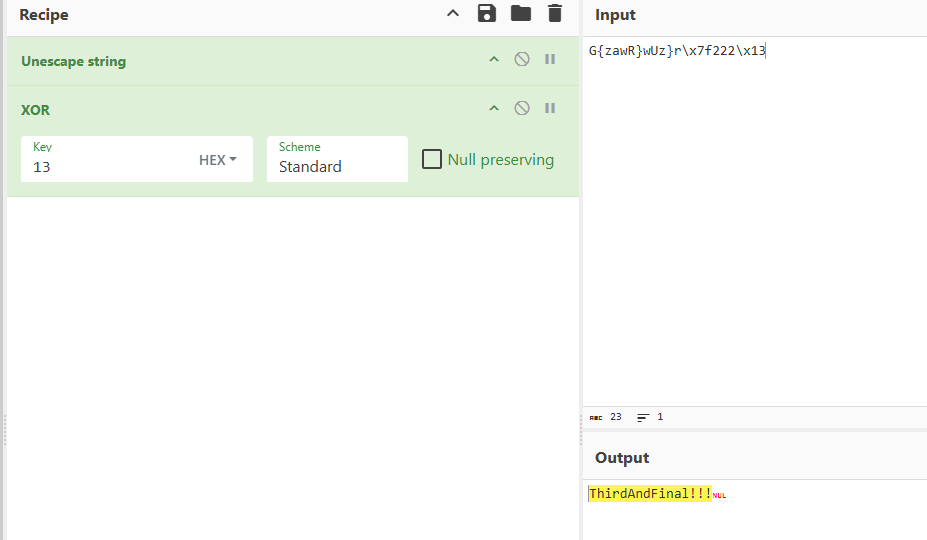 Recipe
Unescape string
XOR
Key
13
HEX
Scheme
Standard
Null preserving
Input
G{zawR}wUz}r\x7f222\x13
ABC 23 1
Output
ThirdAndFinal!!!NUL